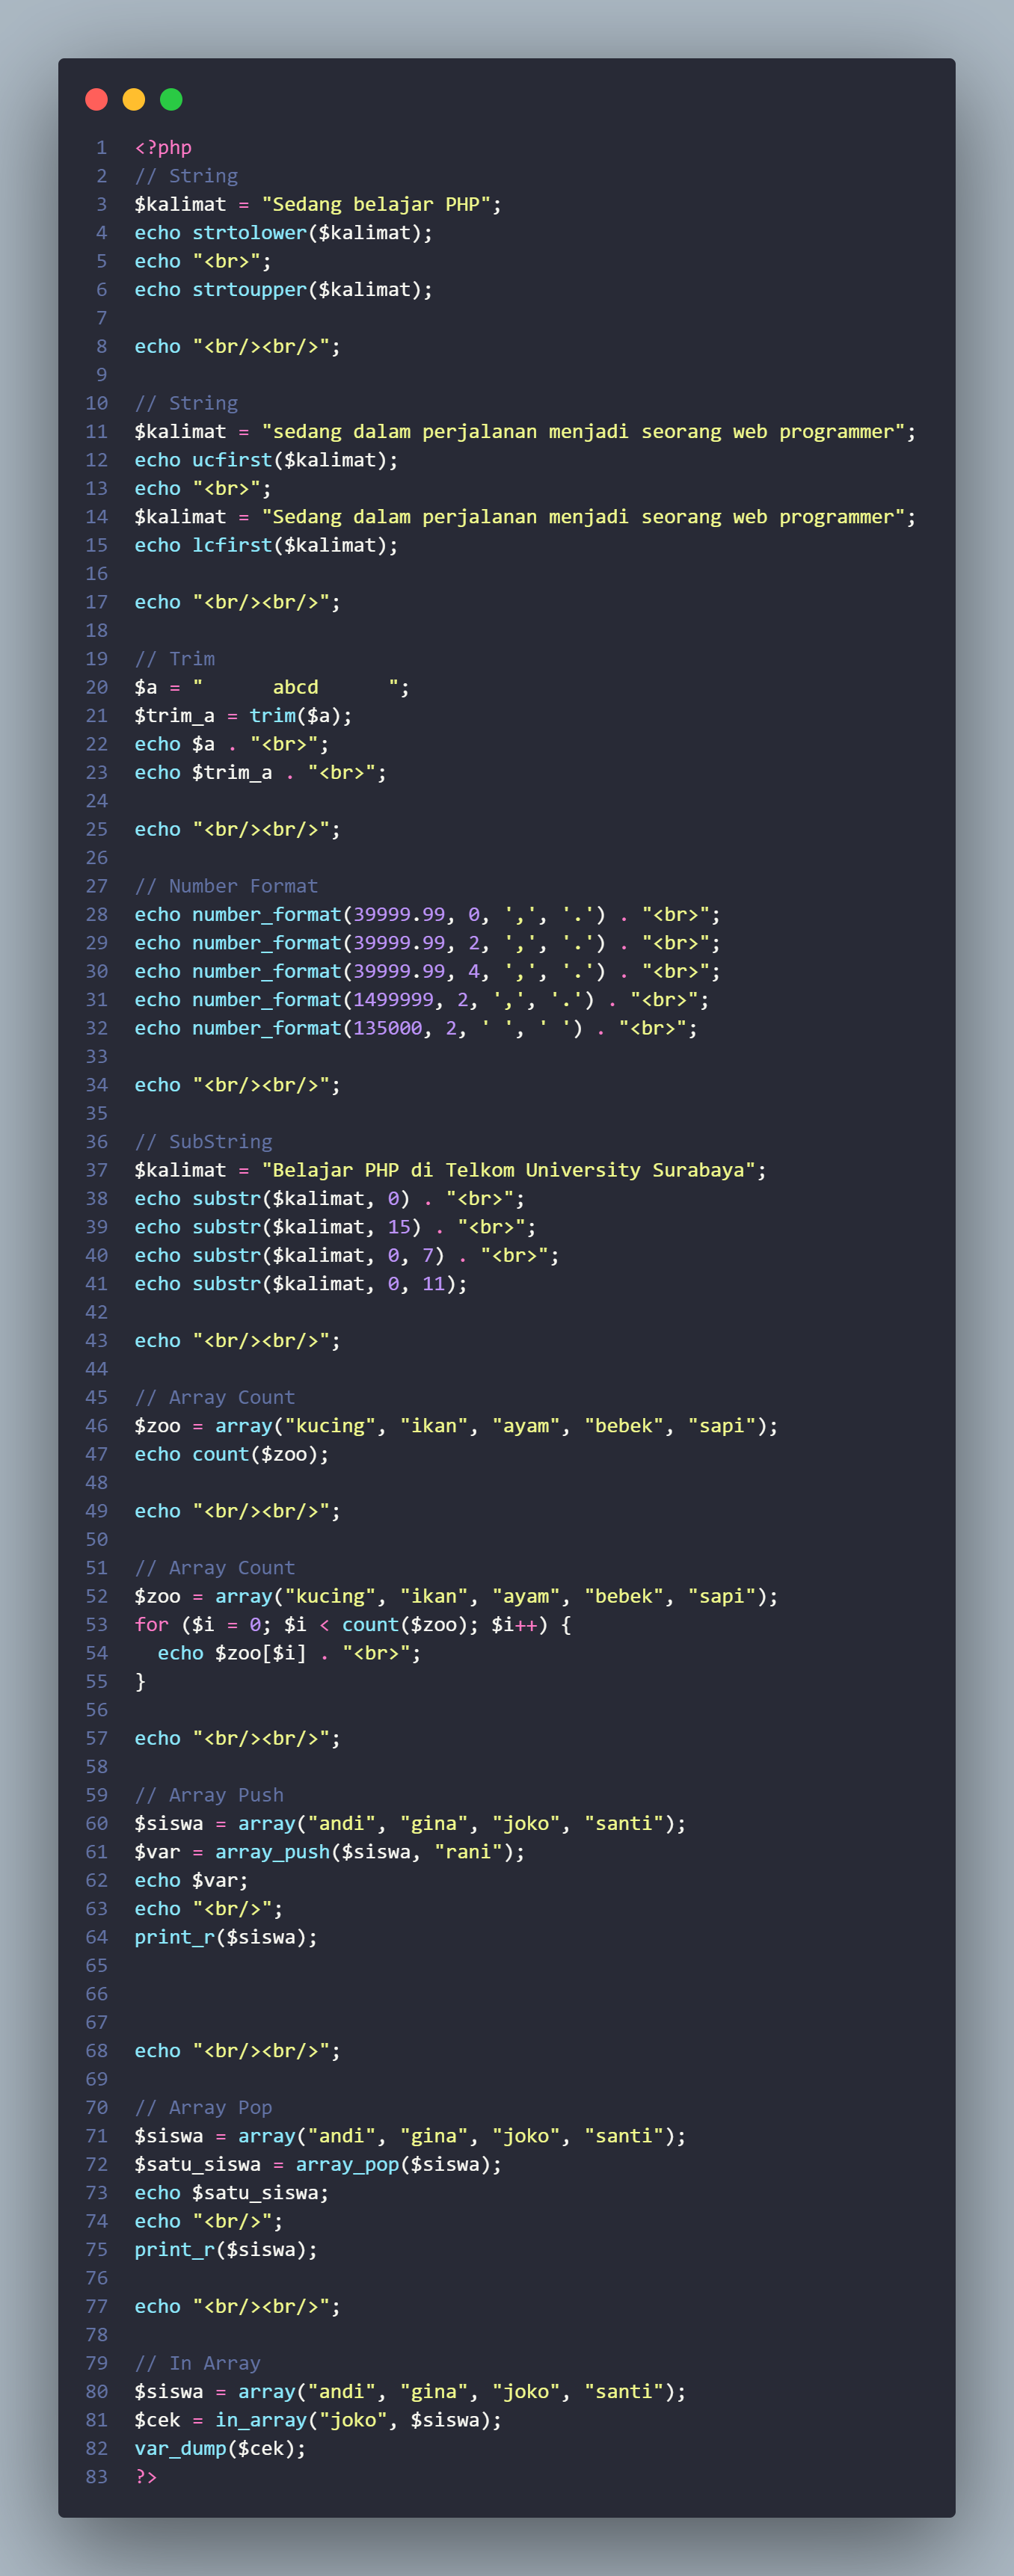 1 <?php
2 // String
3 $kalimat = "Sedang belajar PHP";
4 echo strtolower($kalimat);
5 echo "<br>";
6 echo strtoupper($kalimat);
7
8 echo "<br/><br/>";
9
10 // String
11 $kalimat = "sedang dalam perjalanan menjadi seorang web programmer";
12 echo ucfirst($kalimat);
13 echo "<br>";
14 $kalimat = "Sedang dalam perjalanan menjadi seorang web programmer";
15 echo lcfirst($kalimat);
16
17 echo "<br/><br/>";
18
19 // Trim
20 $a = "      abcd      ";
21 $trim_a = trim($a);
22 echo $a . "<br>";
23 echo $trim_a . "<br>";
24
25 echo "<br/><br/>";
26
27 // Number Format
28 echo number_format(39999.99, 0, ',', '.') . "<br>";
29 echo number_format(39999.99, 2, ',', '.') . "<br>";
30 echo number_format(39999.99, 4, ',', '.') . "<br>";
31 echo number_format(1499999, 2, ',', '.') . "<br>";
32 echo number_format(135000, 2, ' ', ' ') . "<br>";
33
34 echo "<br/><br/>";
35
36 // SubString
37 $kalimat = "Belajar PHP di Telkom University Surabaya";
38 echo substr($kalimat, 0) . "<br>";
39 echo substr($kalimat, 15) . "<br>";
40 echo substr($kalimat, 0, 7) . "<br>";
41 echo substr($kalimat, 0, 11);
42
43 echo "<br/><br/>";
44
45 // Array Count
46 $zoo = array("kucing", "ikan", "ayam", "bebek", "sapi");
47 echo count($zoo);
48
49 echo "<br/><br/>";
50
51 // Array Count
52 $zoo = array("kucing", "ikan", "ayam", "bebek", "sapi");
53 for ($i = 0; $i < count($zoo); $i++) {
54   echo $zoo[$i] . "<br>";
55 }
56
57 echo "<br/><br/>";
58
59 // Array Push
60 $siswa = array("andi", "gina", "joko", "santi");
61 $var = array_push($siswa, "rani");
62 echo $var;
63 echo "<br/>";
64 print_r($siswa);
65
66
67
68 echo "<br/><br/>";
69
70 // Array Pop
71 $siswa = array("andi", "gina", "joko", "santi");
72 $satu_siswa = array_pop($siswa);
73 echo $satu_siswa;
74 echo "<br/>";
75 print_r($siswa);
76
77 echo "<br/><br/>";
78
79 // In Array
80 $siswa = array("andi", "gina", "joko", "santi");
81 $cek = in_array("joko", $siswa);
82 var_dump($cek);
83 ?>